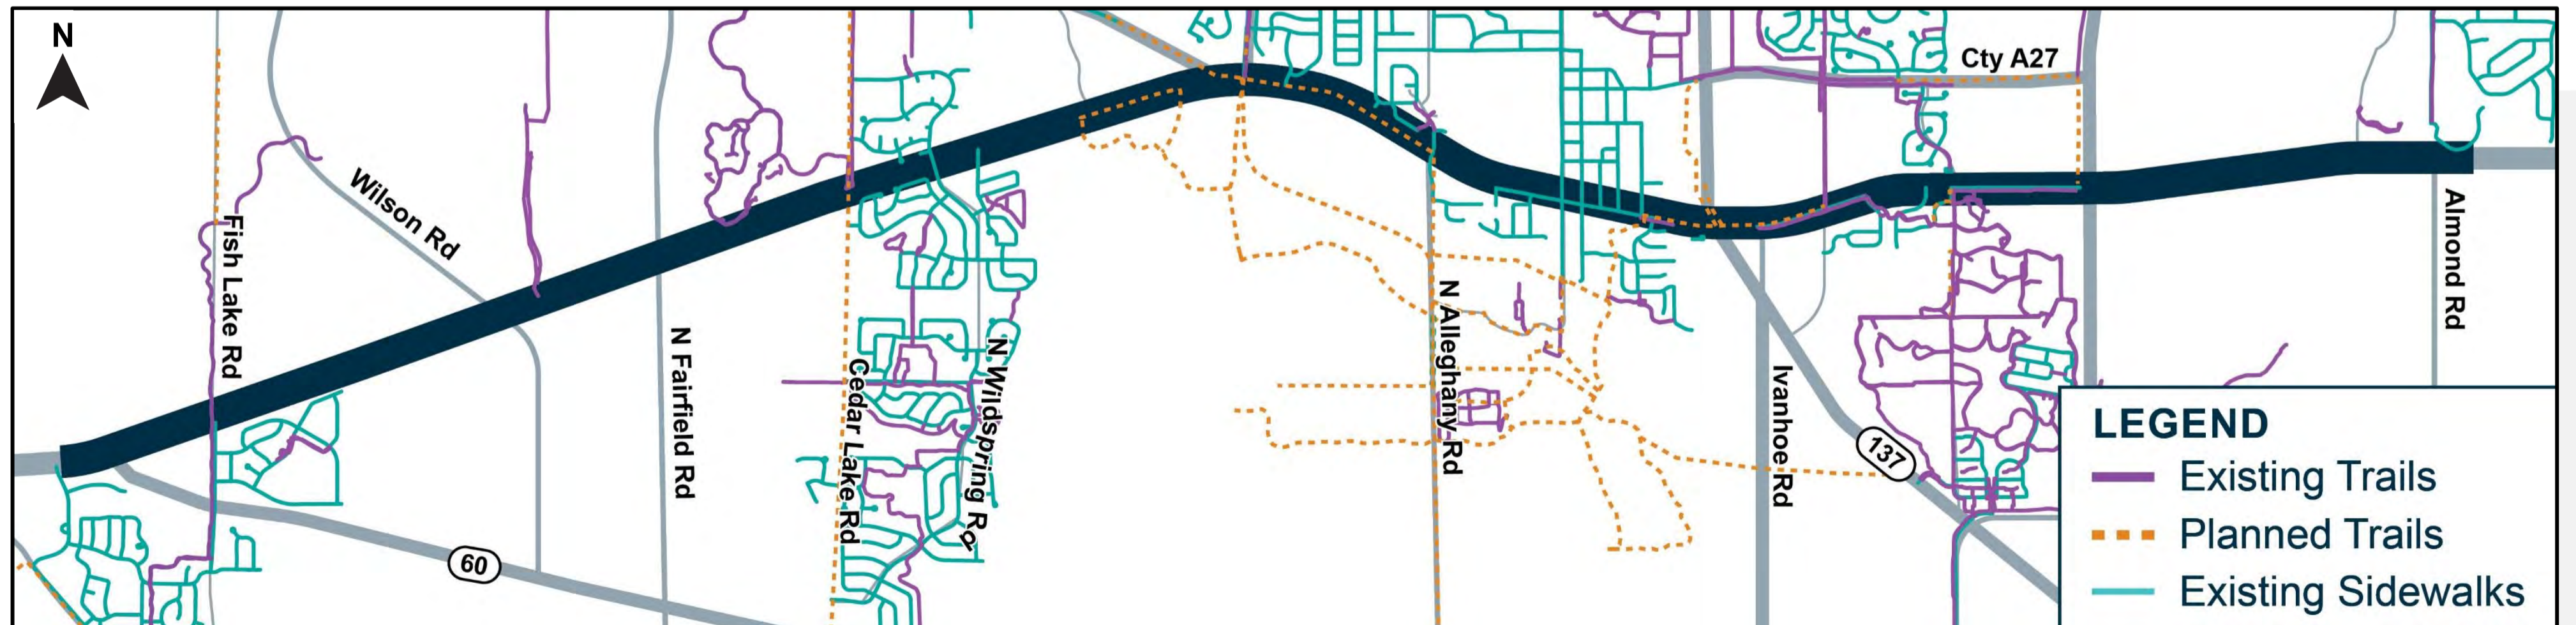 N
Cty A27
Wilson Rd
Fish Lake Rd
N Fairfield Rd
Cedar Lake Rd
N Wildspring Rd
N Alleghany Rd
Ivanhoe Rd
Almond Rd
137
60
LEGEND
Existing Trails
Planned Trails
Existing Sidewalks